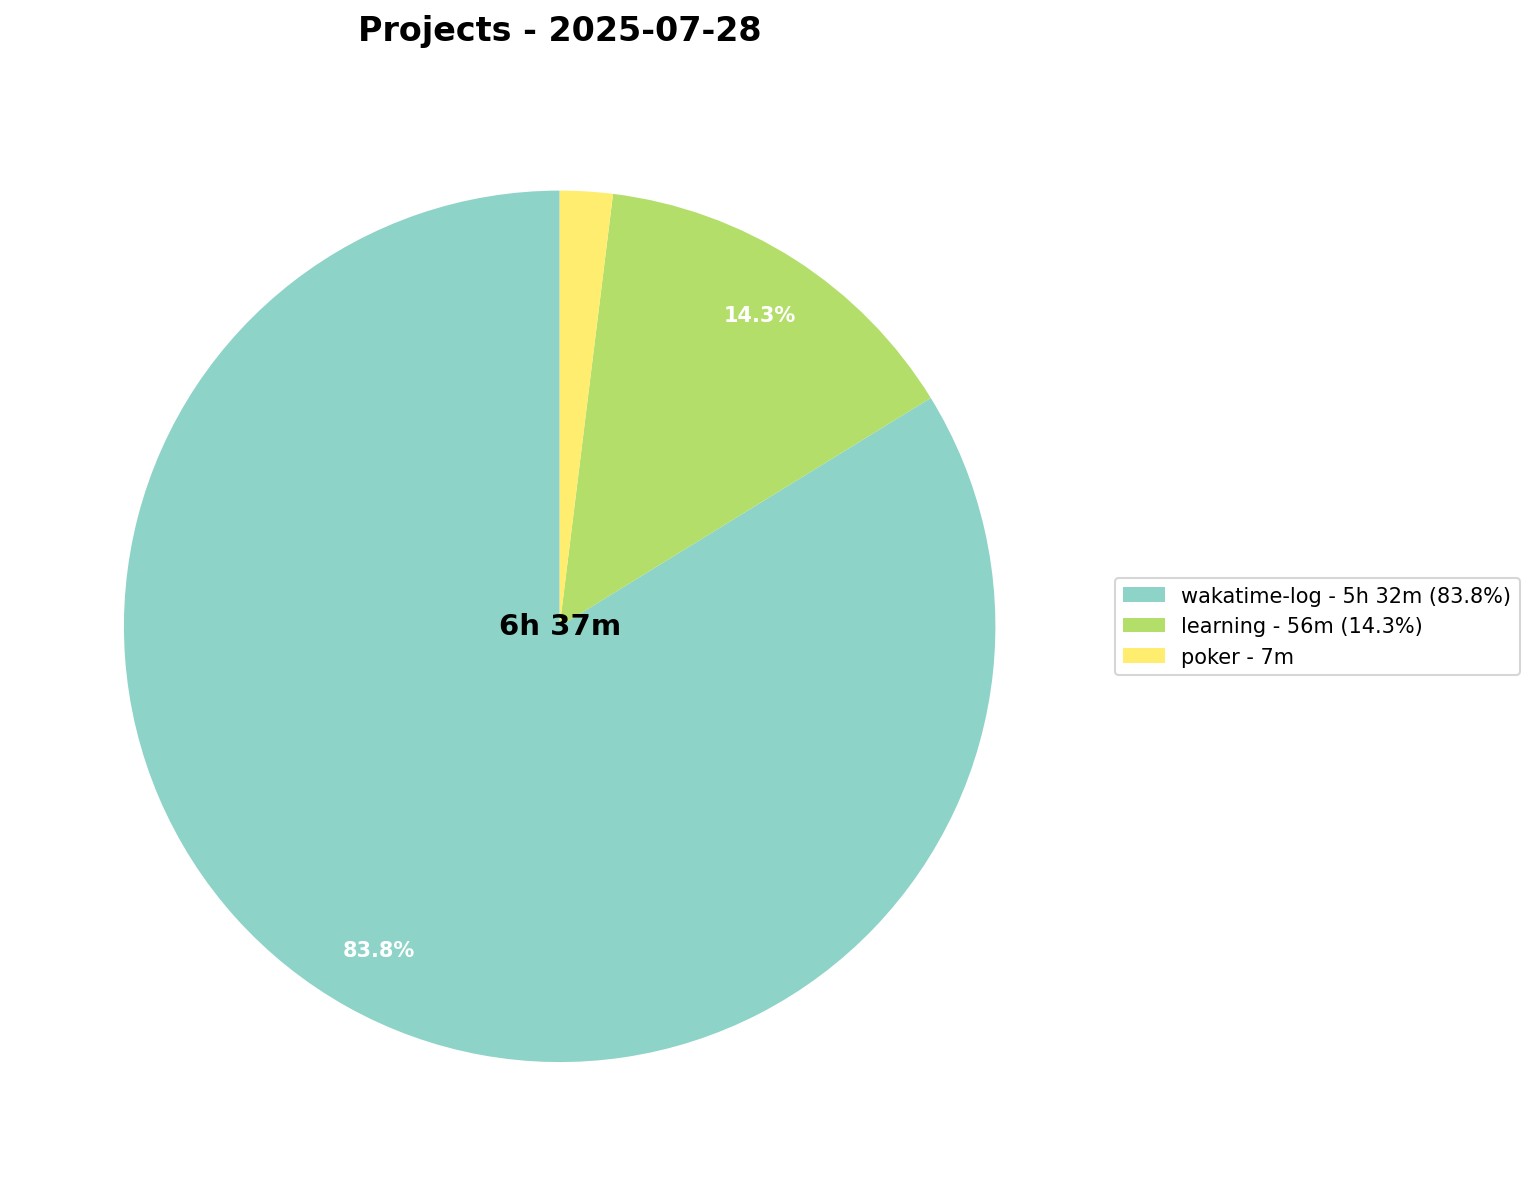 Projects - 2025-07-28
14.3%
6h 37m
83.8%
wakatime-log - 5h 32m (83.8%)
learning - 56m (14.3%)
poker - 7m